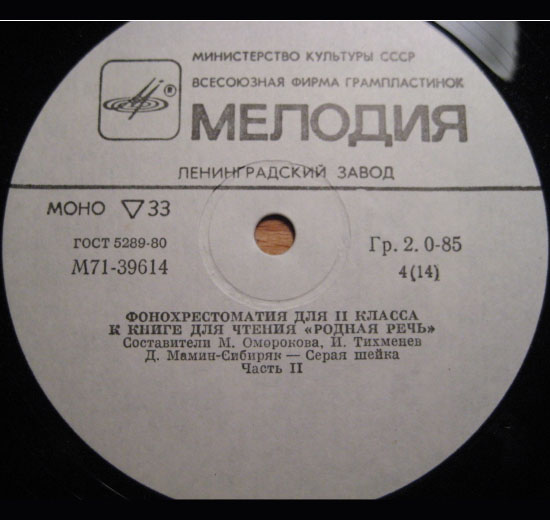 МИНИСТЕРСТВО КУЛЬТУРЫ СССР
ВСЕСОЮЗНАЯ ФИРМА ГРАМПЛАСТИНОК
® МЕЛОДИЯ
ЛЕНИНГРАДСКИЙ ЗАВОД
МОНО ▽33
ГОСТ 5289-80
М71-39614
Гр. 2. 0-85
4(14)
ФОНОХРЕСТОМАТИЯ ДЛЯ II КЛАССА
К КНИГЕ ДЛЯ ЧТЕНИЯ «РОДНАЯ РЕЧЬ»
Составители М. Оморокова, И. Тихменев
Д. Мамин-Сибиряк — Серая шейка
Часть II